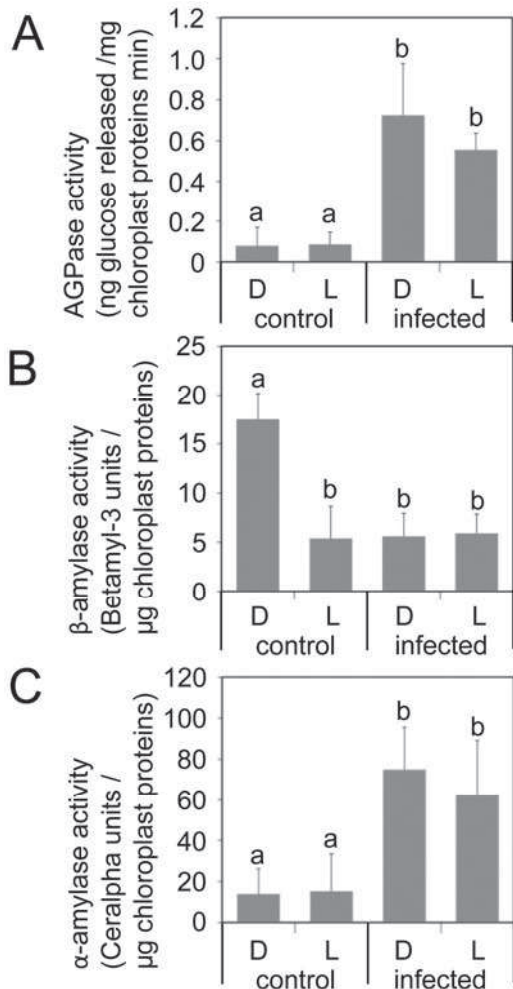 A
AGPase activity
(ng glucose released /mg
chloroplast proteins min)
1.2
1.0
0.8
0.6
0.4
0.2
0
a
a
b
b
D L D L
control infected
B
β-amylase activity
(Betamyl-3 units /
µg chloroplast proteins)
25
20
15
10
5
0
a
b
b
b
D L D L
control infected
C
α-amylase activity
(Ceralpha units /
µg chloroplast proteins)
120
100
80
60
40
20
0
a
a
b
b
D L D L
control infected